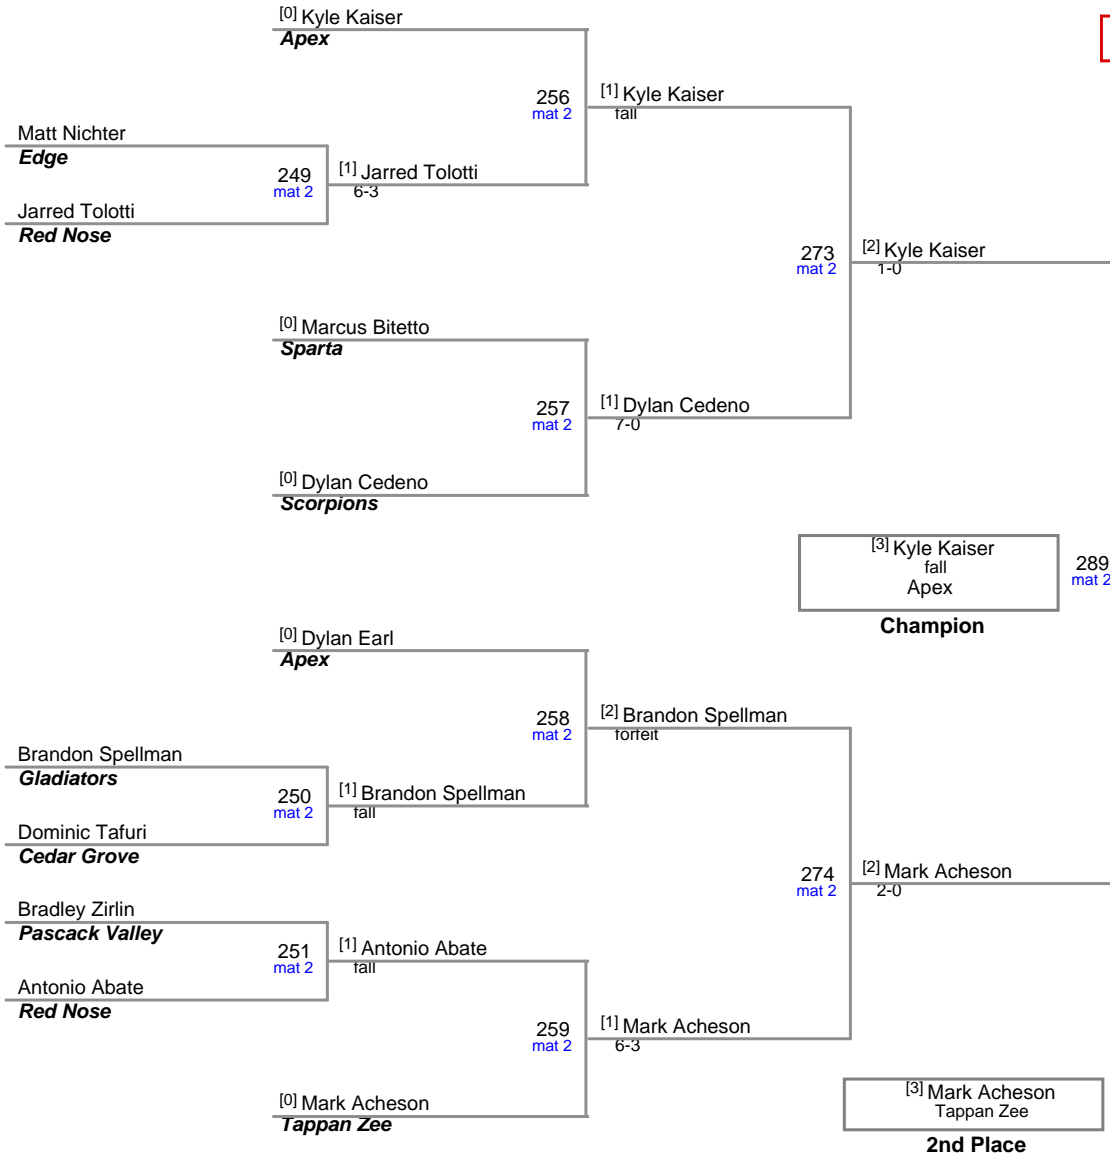 [0] Kyle Kaiser
Apex
256
mat 2
[1] Kyle Kaiser
fall
Matt Nichter
Edge
249
mat 2
[1] Jarred Tolotti
6-3
Jarred Tolotti
Red Nose
273
mat 2
[2] Kyle Kaiser
1-0
[0] Marcus Bitetto
Sparta
257
mat 2
[1] Dylan Cedeno
7-0
[0] Dylan Cedeno
Scorpions
[3] Kyle Kaiser
fall
Apex
289
mat 2
Champion
[0] Dylan Earl
Apex
258
mat 2
[2] Brandon Spellman
forfeit
Brandon Spellman
Gladiators
250
mat 2
[1] Brandon Spellman
fall
Dominic Tafuri
Cedar Grove
274
mat 2
[2] Mark Acheson
2-0
Bradley Zirlin
Pascack Valley
251
mat 2
[1] Antonio Abate
fall
Antonio Abate
Red Nose
259
mat 2
[1] Mark Acheson
6-3
[0] Mark Acheson
Tappan Zee
[3] Mark Acheson
Tappan Zee
2nd Place